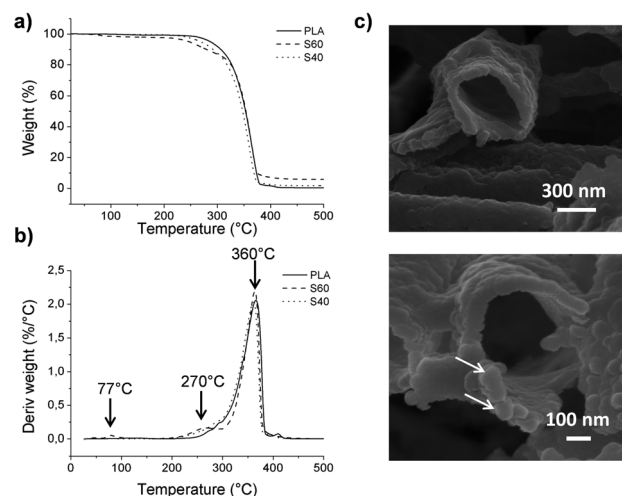 a)
100
80
60
40
20
0
Weight (%)
PLA
S60
S40
100
200
300
400
500
Temperature (°C)
b)
360°C
2,5
2,0
1,5
1,0
0,5
0,0
Deriv weight (%/°C)
PLA
S60
S40
77°C
270°C
0
100
200
300
400
500
Temperature (°C)
c)
300 nm
100 nm